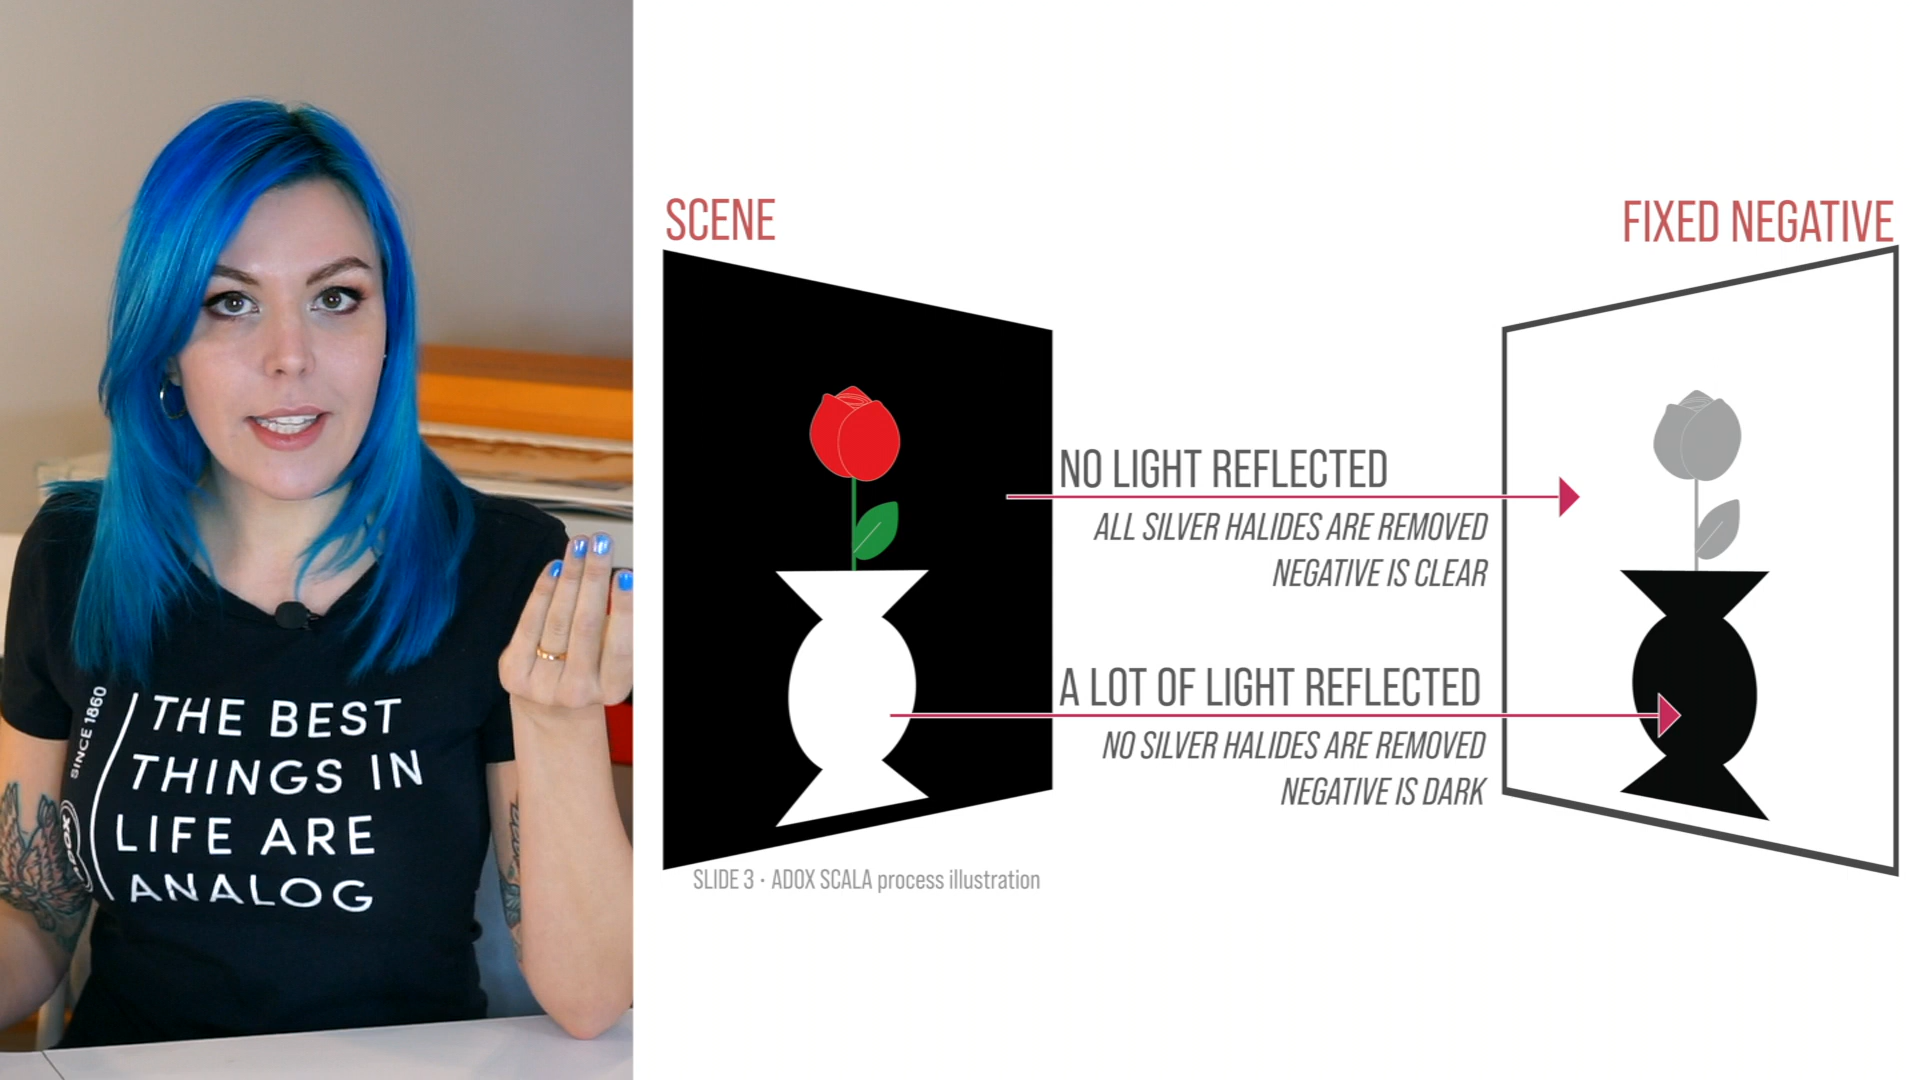 SINCE 1860
ADOX
THE BEST
THINGS IN
LIFE ARE
ANALOG
SCENE
FIXED NEGATIVE
NO LIGHT REFLECTED
ALL SILVER HALIDES ARE REMOVED
NEGATIVE IS CLEAR
A LOT OF LIGHT REFLECTED
NO SILVER HALIDES ARE REMOVED
NEGATIVE IS DARK
SLIDE 3 · ADOX SCALA process illustration